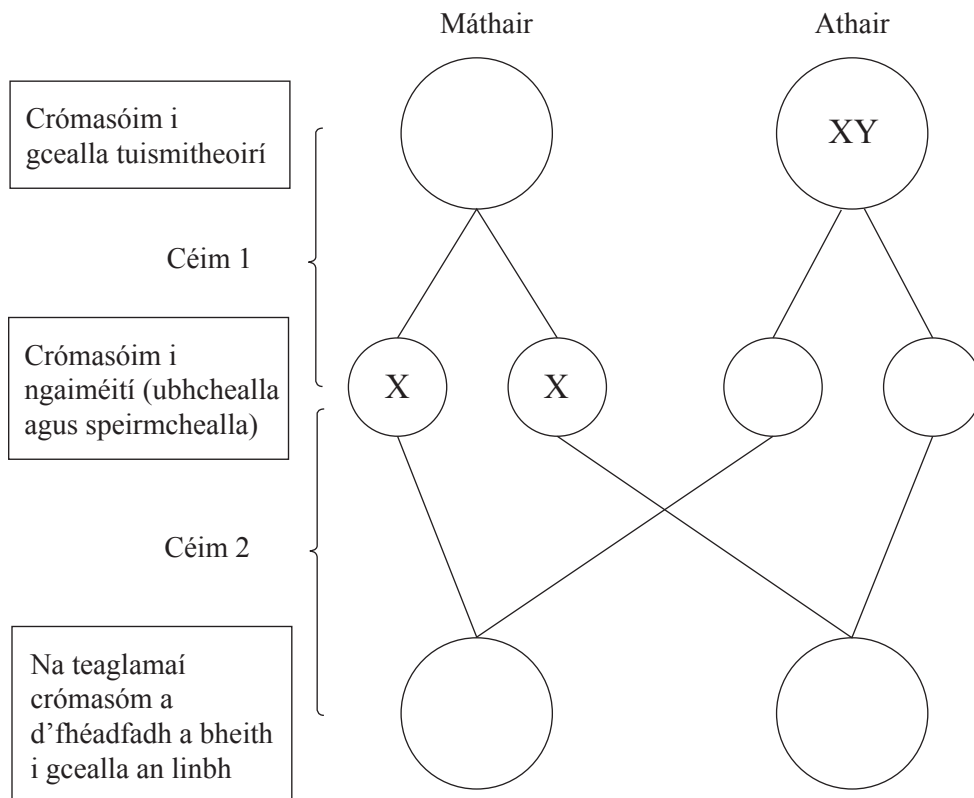 Máthair
Athair
Crómasóim i
gcealla tuismitheoirí
XY
Céim 1
Crómasóim i
ngaiméití (ubhchealla
agus speirmchealla)
X
X
Céim 2
Na teaglamaí
crómasóm a
d’fhéadfadh a bheith
i gcealla an linbh